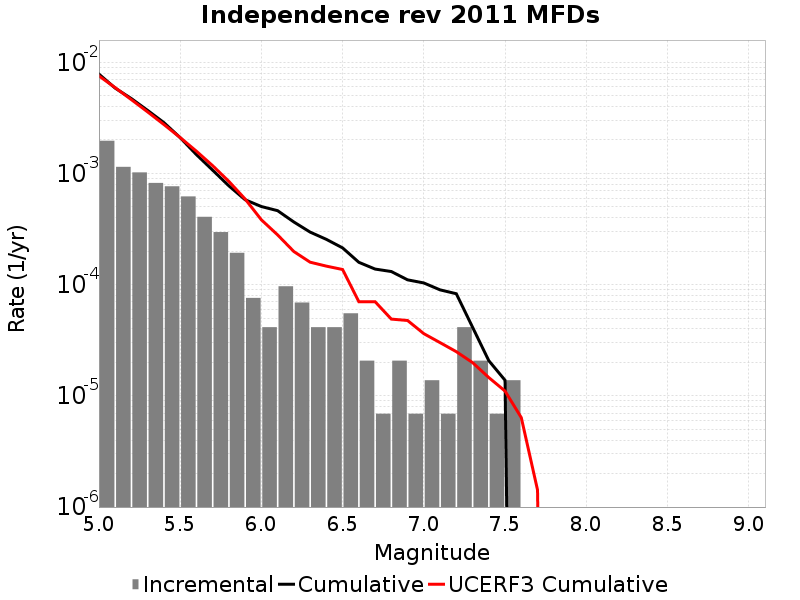 Independence rev 2011 MFDs
Rate (1/yr)
10^-2
10^-3
10^-4
10^-5
10^-6
5.0 5.5 6.0 6.5 7.0 7.5 8.0 8.5 9.0
Magnitude
Incremental Cumulative UCERF3 Cumulative